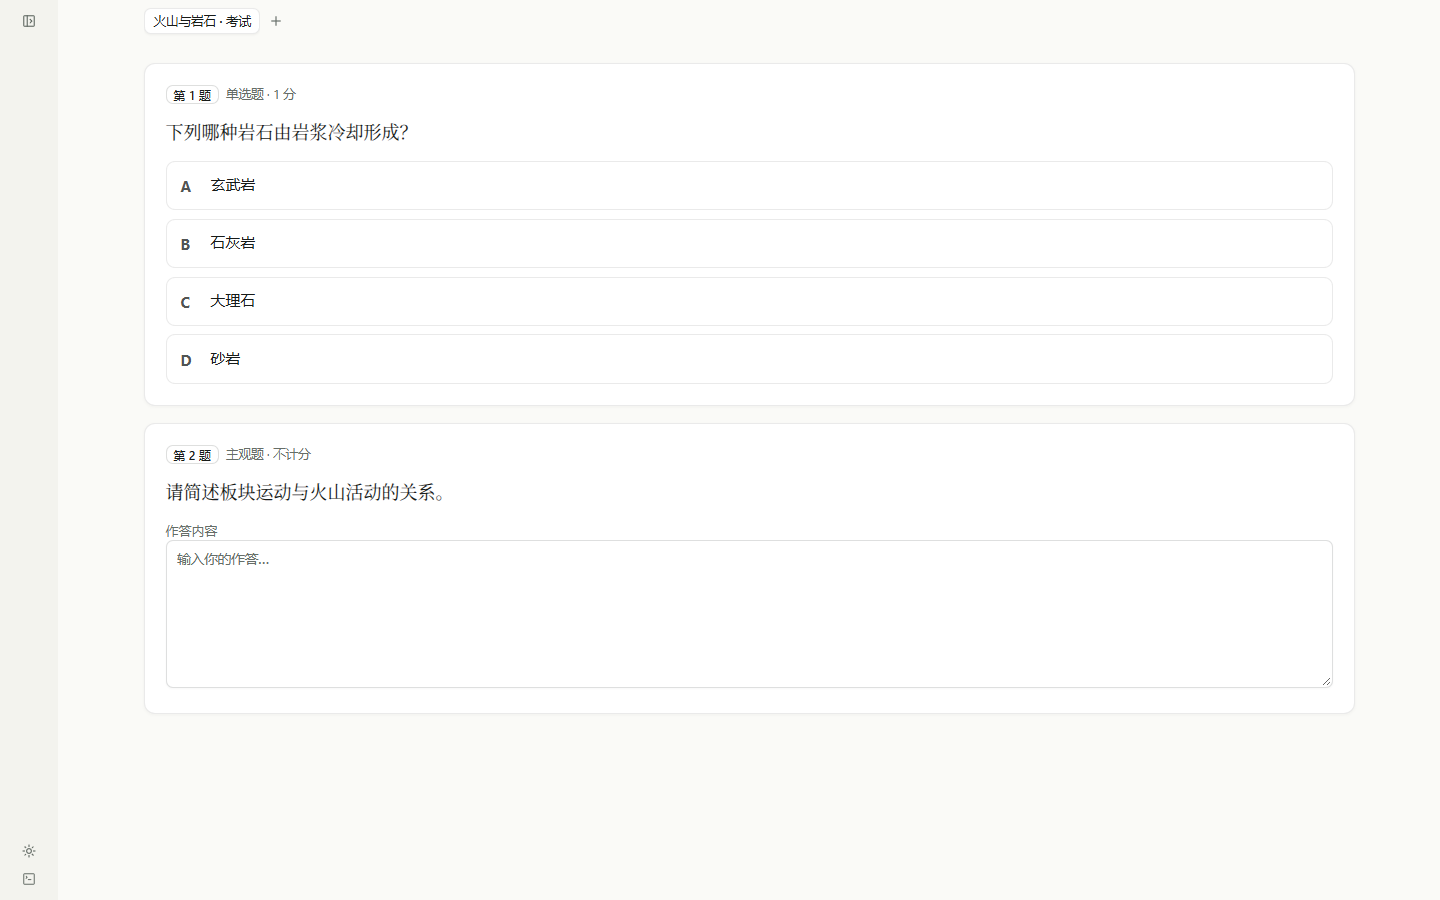 火山与岩石 · 考试
第 1 题 单选题 · 1 分
下列哪种岩石由岩浆冷却形成？
A 玄武岩
B 石灰岩
C 大理石
D 砂岩
第 2 题 主观题 · 不计分
请简述板块运动与火山活动的关系。
作答内容
输入你的作答...